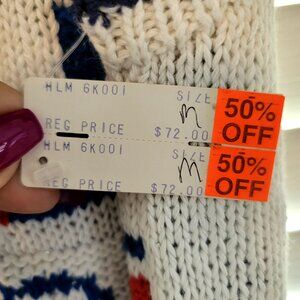 HLM 6K001 SIZE
M
REG PRICE $72.00
50%
OFF
HLM 6K001 SIZE
M
REG PRICE $72.00
50%
OFF